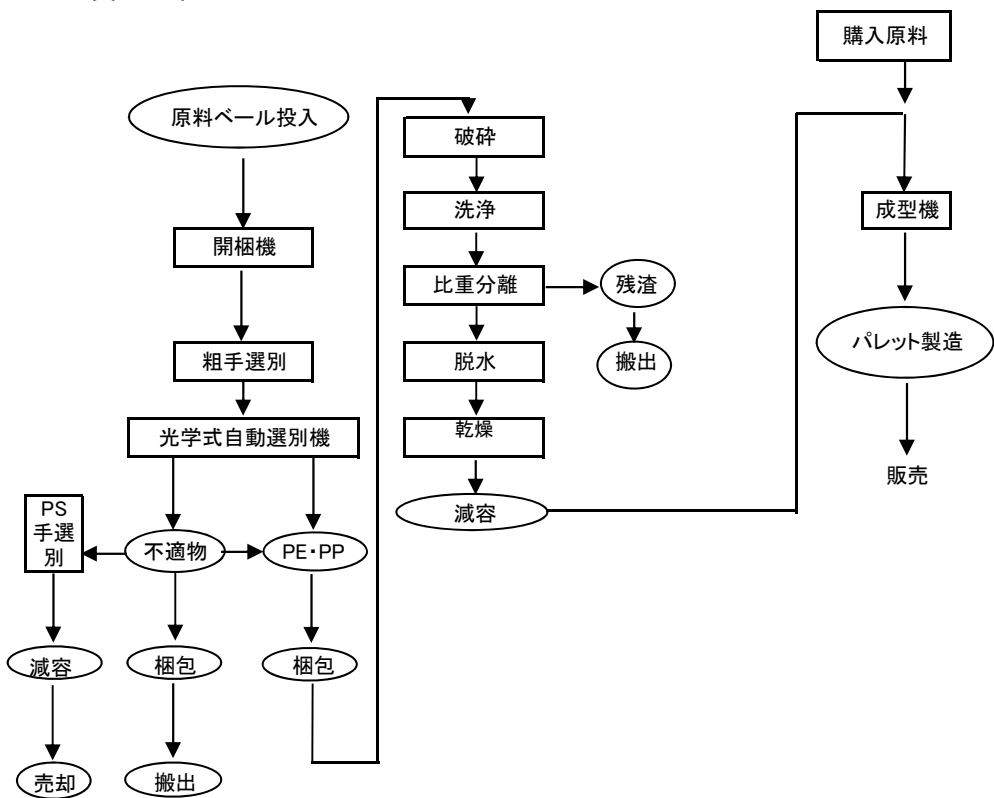 購入原料
原料ベール投入
破砕
洗浄
成型機
開梱機
比重分離
残渣
パレット製造
粗手選別
脱水
搬出
光学式自動選別機
乾燥
販売
PS
手選
別
減容
不適物
PE・PP
減容
梱包
梱包
売却
搬出